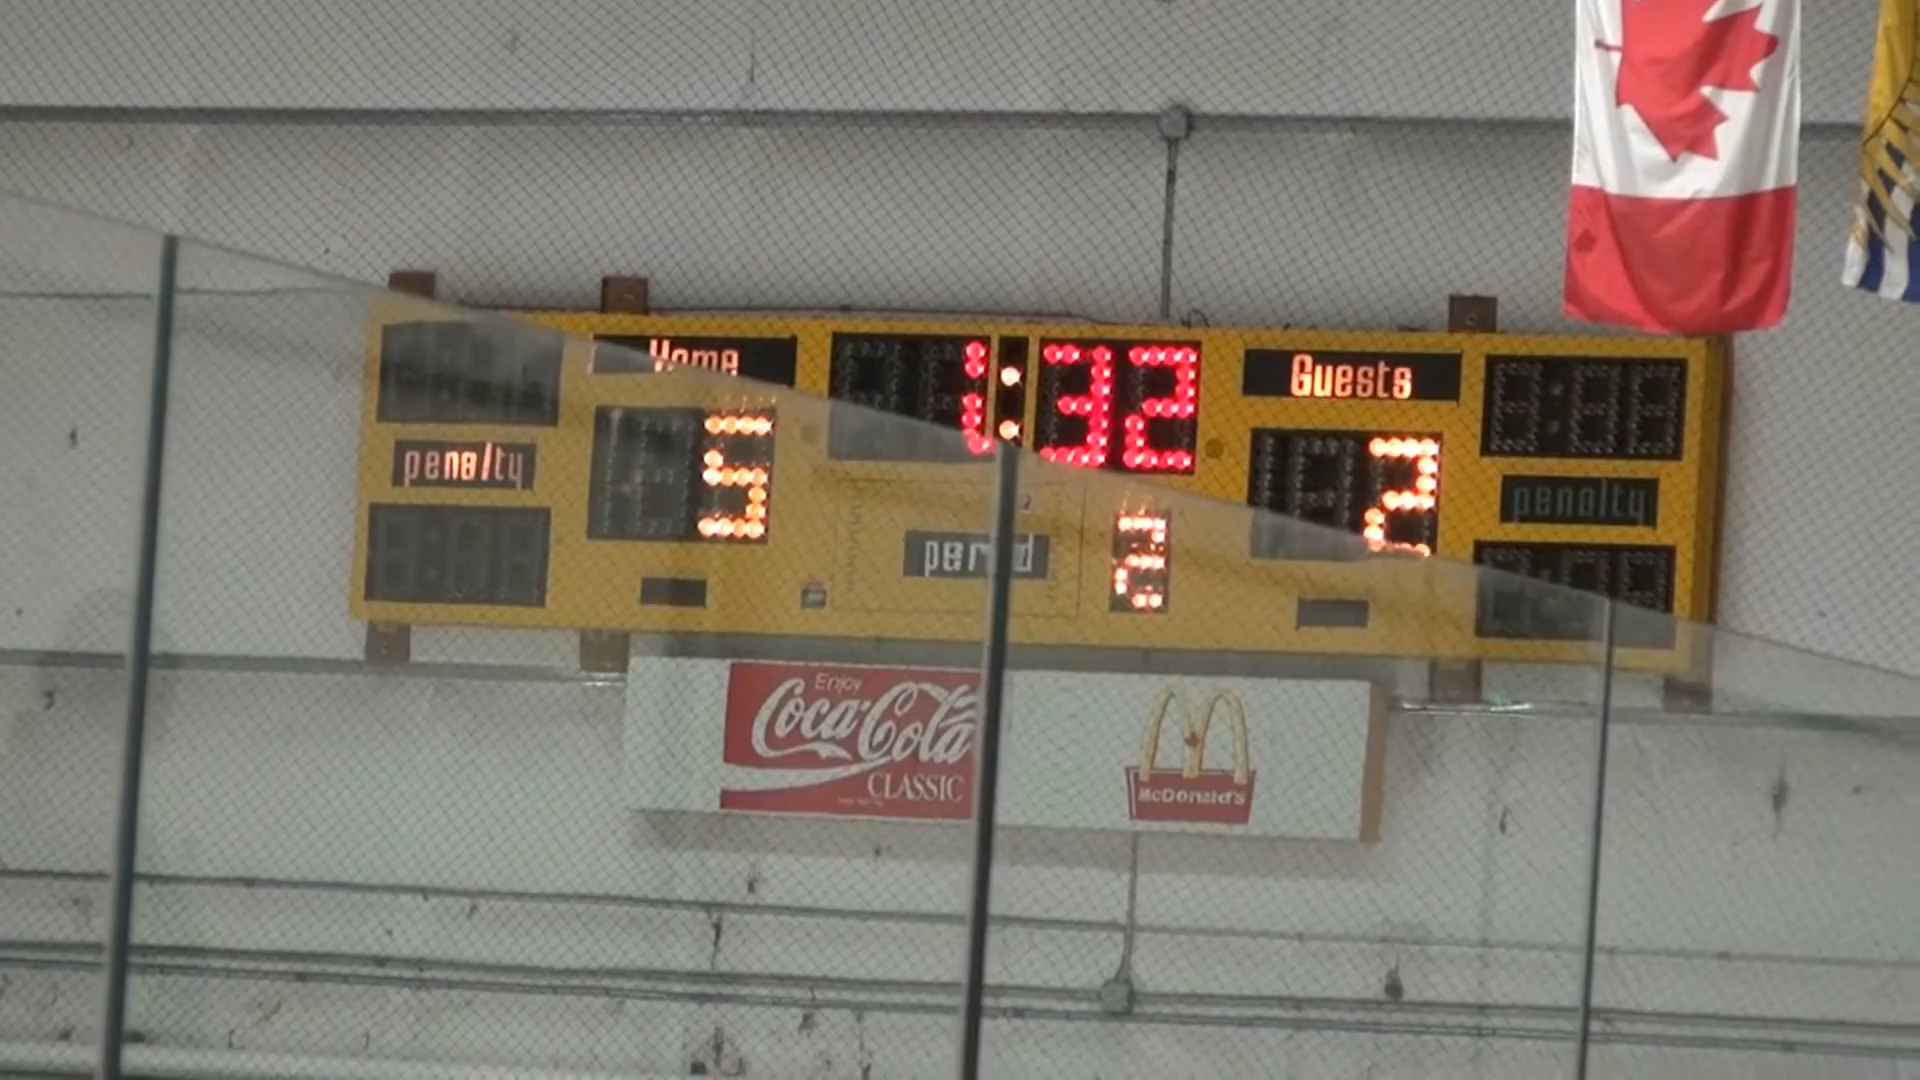 Home 1:32 Guests
penalty 5 2 penalty
period 2
Enjoy
Coca-Cola
CLASSIC
McDonald's